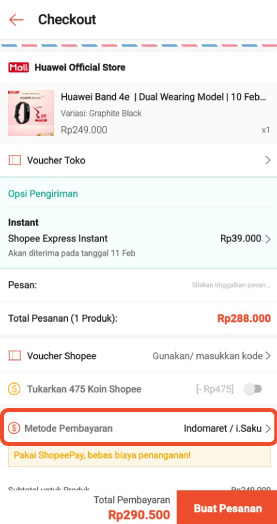 Checkout
Mall Huawei Official Store
Huawei Band 4e | Dual Wearing Model | 10 Feb...
Variasi: Graphite Black
Rp249.000
x1
Voucher Toko
Opsi Pengiriman
Instant
Shopee Express Instant
Rp39.000
Akan diterima pada tanggal 11 Feb
Pesan:
Silakan tinggalkan pesan...
Total Pesanan (1 Produk):
Rp288.000
Voucher Shopee
Gunakan/ masukkan kode
Tukarkan 475 Koin Shopee
[- Rp475]
Metode Pembayaran
Indomaret / i.Saku
Pakai ShopeePay, bebas biaya penanganan!
Subtotal untuk Produk
Rp249.000
Total Pembayaran
Rp290.500
Buat Pesanan